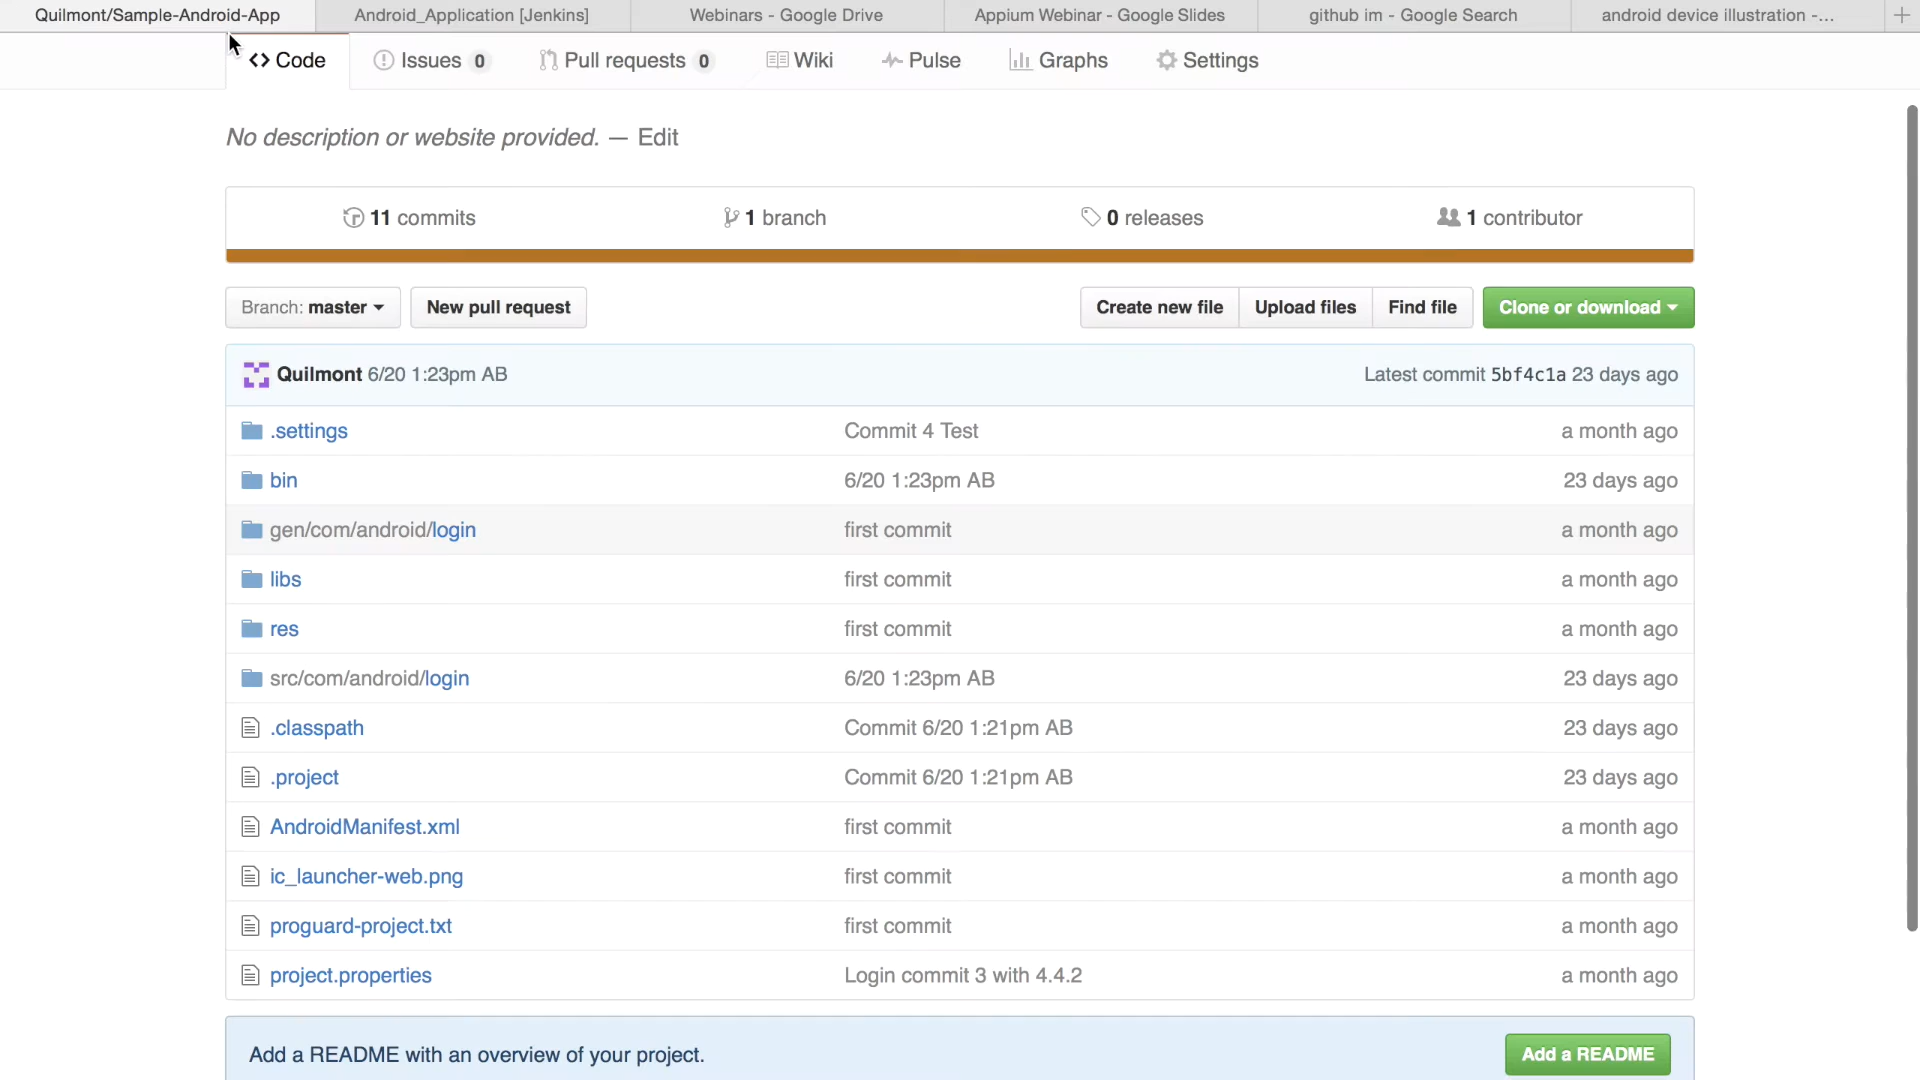 Quilmont/Sample-Android-App Android_Application [Jenkins] Webinars - Google Drive Appium Webinar - Google Slides github im - Google Search android device illustration -...
Code Issues 0 Pull requests 0 Wiki Pulse Graphs Settings
No description or website provided. — Edit
11 commits 1 branch 0 releases 1 contributor
Branch: master New pull request Create new file Upload files Find file Clone or download
Quilmont 6/20 1:23pm AB Latest commit 5bf4c1a 23 days ago
.settings Commit 4 Test a month ago
bin 6/20 1:23pm AB 23 days ago
gen/com/android/login first commit a month ago
libs first commit a month ago
res first commit a month ago
src/com/android/login 6/20 1:23pm AB 23 days ago
.classpath Commit 6/20 1:21pm AB 23 days ago
.project Commit 6/20 1:21pm AB 23 days ago
AndroidManifest.xml first commit a month ago
ic_launcher-web.png first commit a month ago
proguard-project.txt first commit a month ago
project.properties Login commit 3 with 4.4.2 a month ago
Add a README with an overview of your project. Add a README